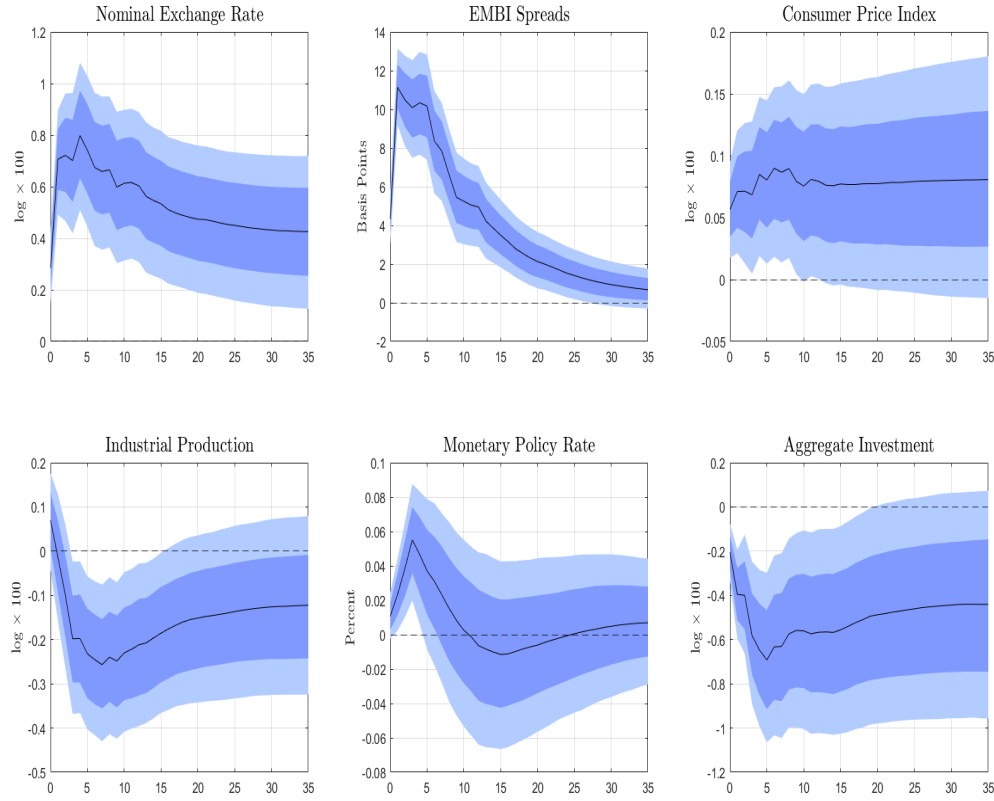 Nominal Exchange Rate
log × 100
1.2
1
0.8
0.6
0.4
0.2
0
0 5 10 15 20 25 30 35
EMBI Spreads
Basis Points
14
12
10
8
6
4
2
0
-2
0 5 10 15 20 25 30 35
Consumer Price Index
log × 100
0.2
0.15
0.1
0.05
0
-0.05
0 5 10 15 20 25 30 35
Industrial Production
log × 100
0.2
0.1
0
-0.1
-0.2
-0.3
-0.4
-0.5
0 5 10 15 20 25 30 35
Monetary Policy Rate
Percent
0.1
0.08
0.06
0.04
0.02
0
-0.02
-0.04
-0.06
-0.08
0 5 10 15 20 25 30 35
Aggregate Investment
log × 100
0.2
0
-0.2
-0.4
-0.6
-0.8
-1
-1.2
0 5 10 15 20 25 30 35